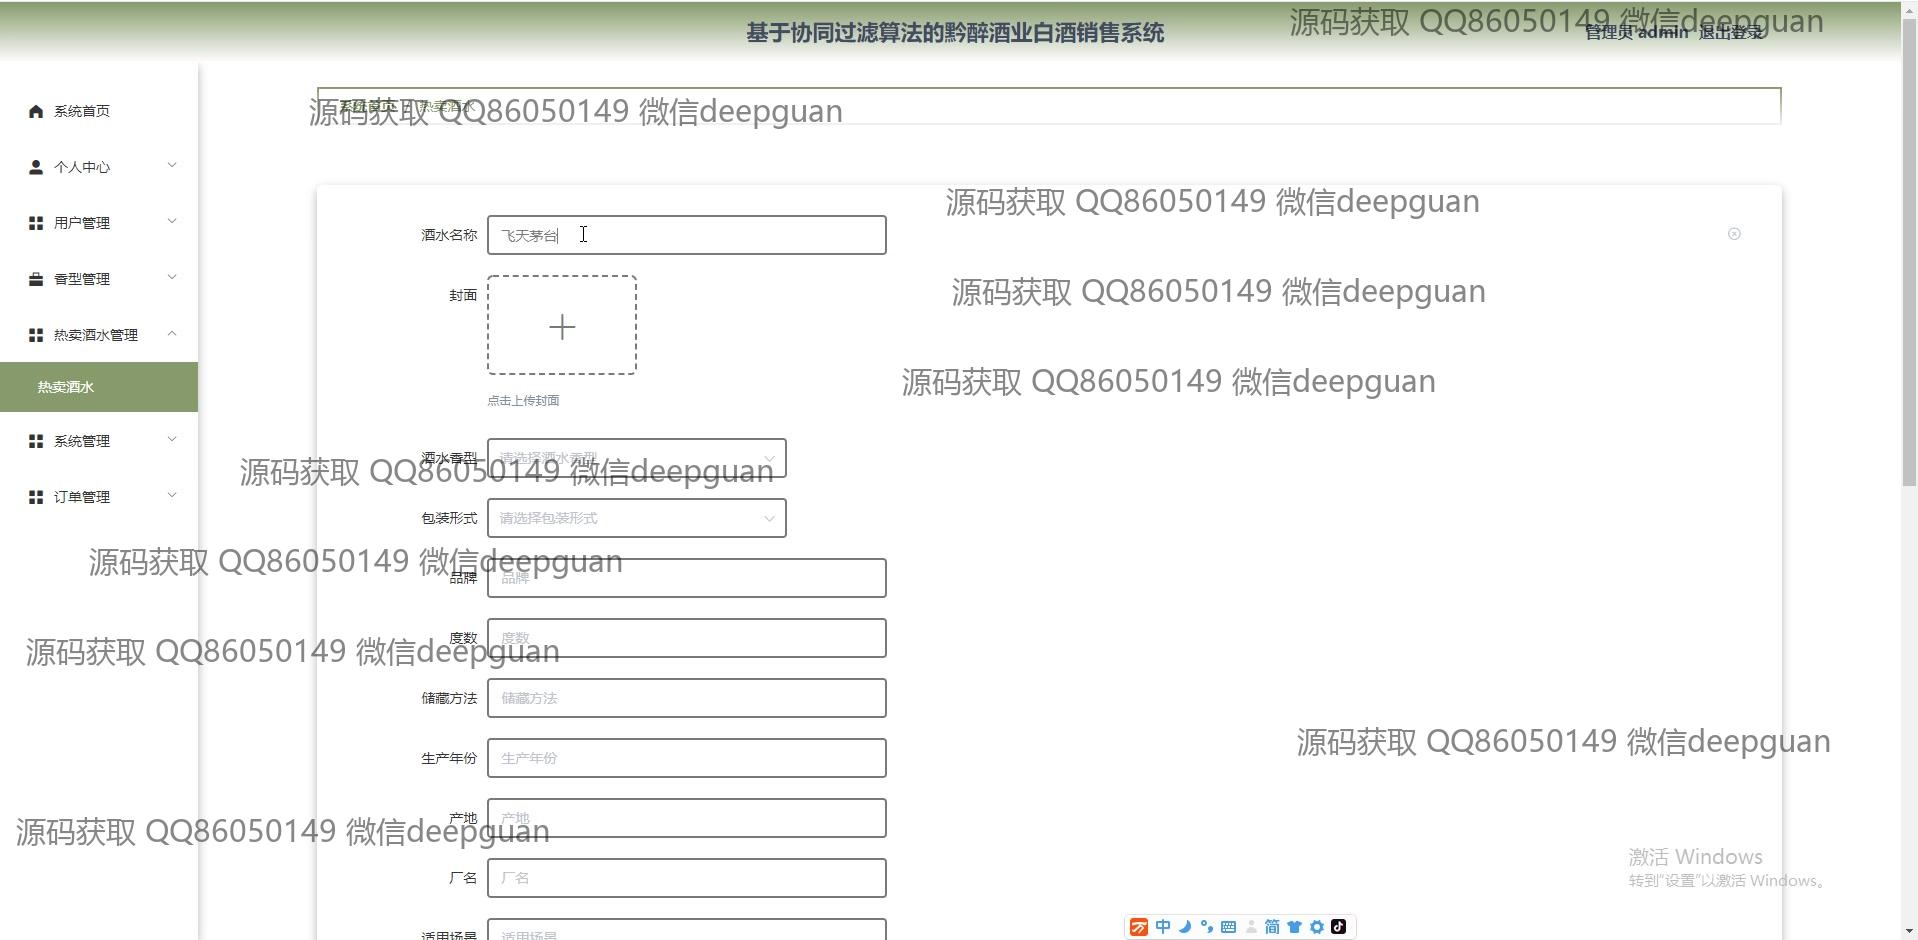 基于协同过滤算法的黔醉酒业白酒销售系统
源码获取 QQ86050149 微信deepguan
管理员 admin 退出登录
系统首页
个人中心
用户管理
香型管理
热卖酒水管理
热卖酒水
系统管理
订单管理
系统首页 / 热卖酒水
源码获取 QQ86050149 微信deepguan
源码获取 QQ86050149 微信deepguan
酒水名称 飞天茅台
源码获取 QQ86050149 微信deepguan
封面
源码获取 QQ86050149 微信deepguan
点击上传封面
酒水香型 请选择酒水香型
源码获取 QQ86050149 微信deepguan
包装形式 请选择包装形式
源码获取 QQ86050149 微信deepguan
品牌 品牌
度数 度数
源码获取 QQ86050149 微信deepguan
储藏方法 储藏方法
源码获取 QQ86050149 微信deepguan
生产年份 生产年份
产地 产地
源码获取 QQ86050149 微信deepguan
厂名 厂名
激活 Windows
转到"设置"以激活 Windows。
适用场景 适用场景
中 简